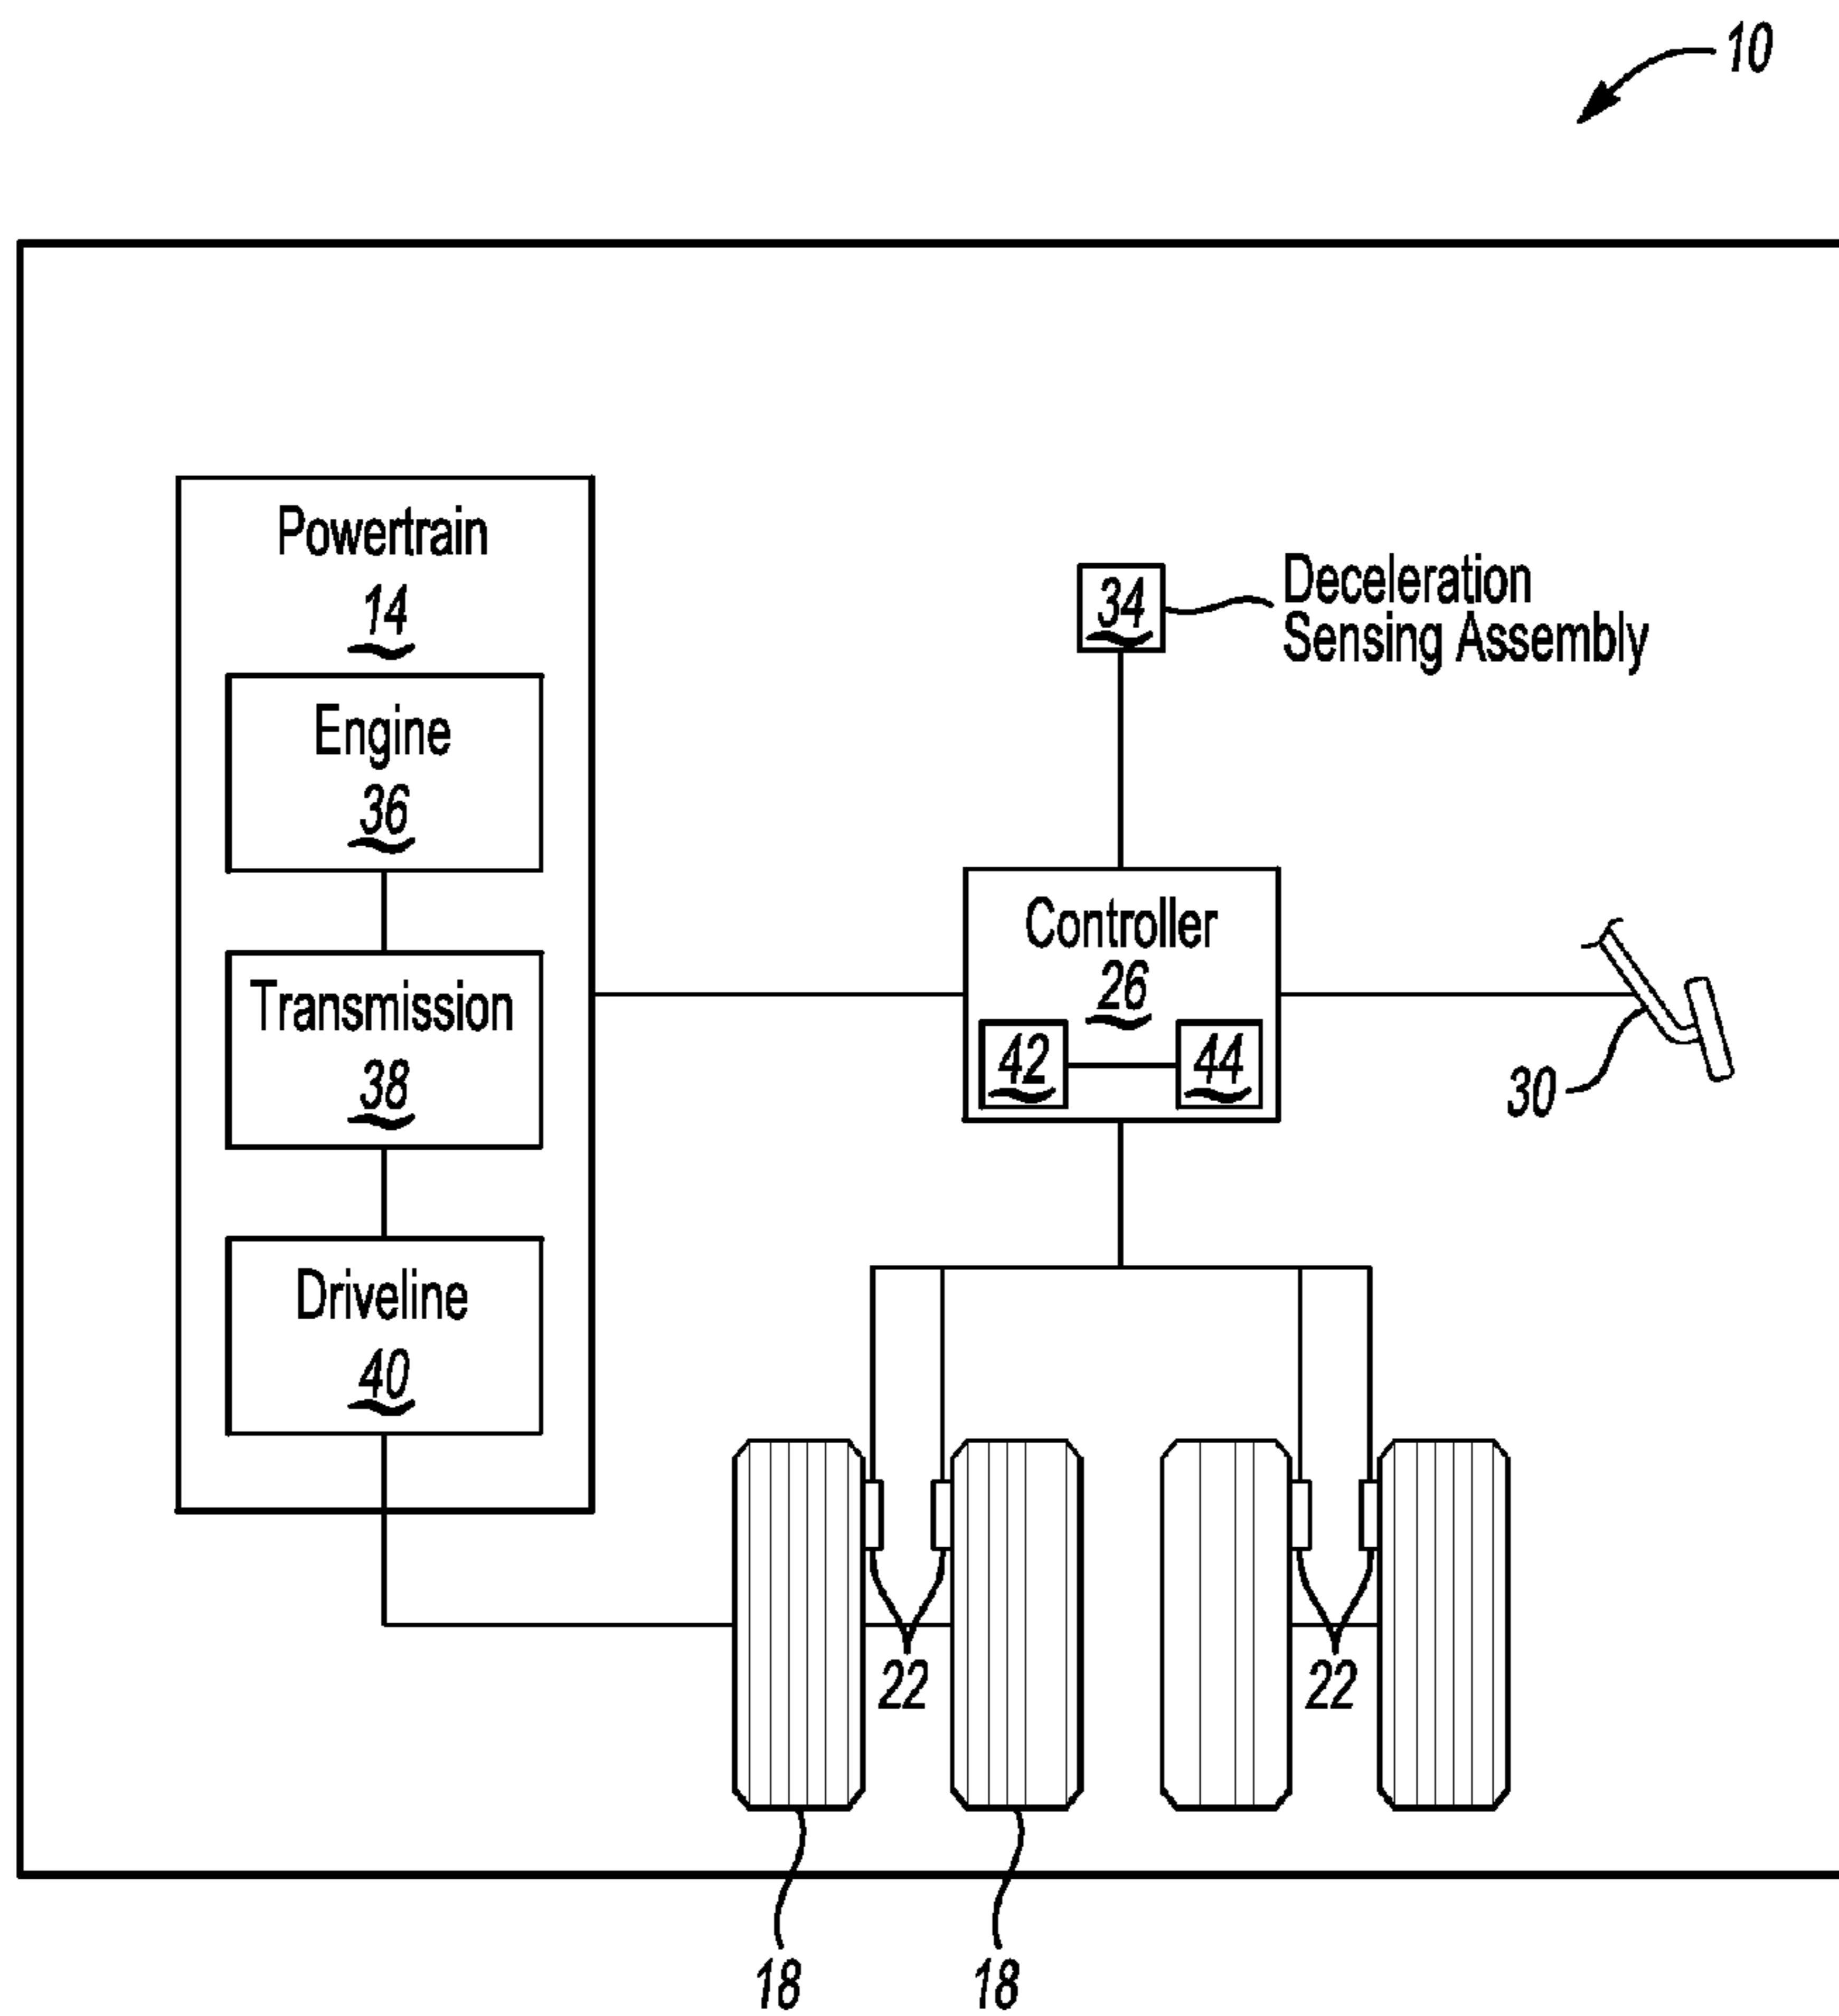 10
Powertrain
14
Engine
36
Transmission
38
Driveline
40
34
Deceleration
Sensing Assembly
Controller
26
42
44
30
22
22
18
18